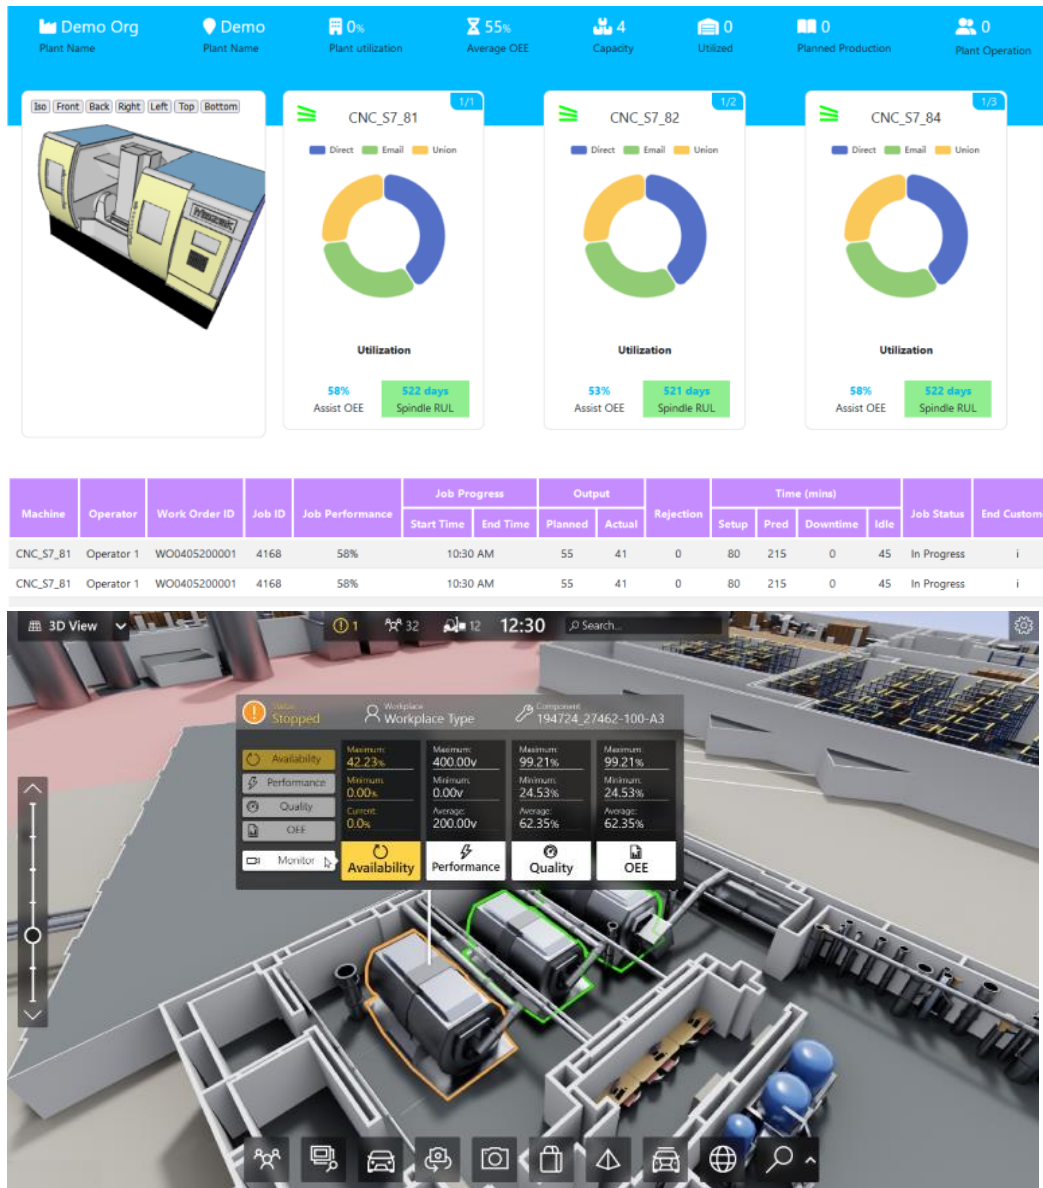 Demo Org
Plant Name
Demo
Plant Name
0%
Plant utilization
55%
Average OEE
4
Capacity
0
Utilized
0
Planned Production
0
Plant Operation
Iso Front Back Right Left Top Bottom
1/1
CNC_S7_81
Direct Email Union
Utilization
58%
Assist OEE
522 days
Spindle RUL
1/2
CNC_S7_82
Direct Email Union
Utilization
53%
Assist OEE
521 days
Spindle RUL
1/3
CNC_S7_84
Direct Email Union
Utilization
58%
Assist OEE
522 days
Spindle RUL
Machine Operator Work Order ID Job ID Job Performance Job Progress Output Rejection Time (mins) Job Status End Custome
Start Time End Time Planned Actual Setup Pred Downtime Idle
CNC_S7_81 Operator 1 WO0405200001 4168 58% 10:30 AM 55 41 0 80 215 0 45 In Progress i
CNC_S7_81 Operator 1 WO0405200001 4168 58% 10:30 AM 55 41 0 80 215 0 45 In Progress i
3D View 1 32 12 12:30 Search...
Status
Stopped
Workplace
Workplace Type
Component
194724_27462-100-A3
Availability
Performance
Quality
OEE
Monitor
Maximum:
42.23%
Minimum:
0.00%
Current:
0.0%
Availability
Maximum:
400.00v
Minimum:
0.00v
Average:
200.00v
Performance
Maximum:
99.21%
Minimum:
24.53%
Average:
62.35%
Quality
Maximum:
99.21%
Minimum:
24.53%
Average:
62.35%
OEE